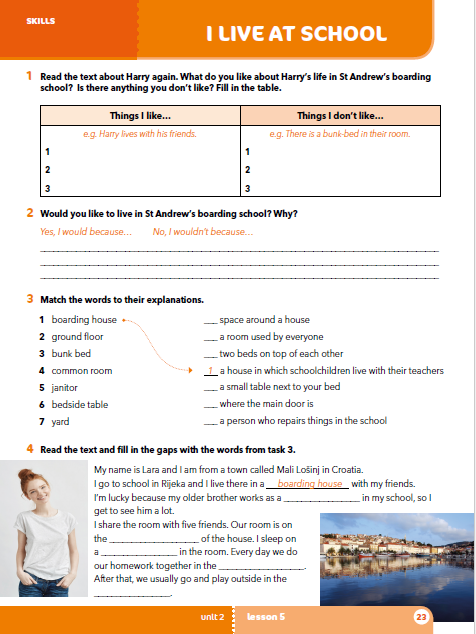 SKILLS
I LIVE AT SCHOOL
1 Read the text about Harry again. What do you like about Harry's life in St Andrew's boarding
school? Is there anything you don't like? Fill in the table.
Things I like... Things I don't like...
e.g. Harry lives with his friends. e.g. There is a bunk-bed in their room.
1 1
2 2
3 3
2 Would you like to live in St Andrew's boarding school? Why?
Yes, I would because... No, I wouldn't because...
3 Match the words to their explanations.
1 boarding house ___ space around a house
2 ground floor ___ a room used by everyone
3 bunk bed ___ two beds on top of each other
4 common room 1 a house in which schoolchildren live with their teachers
5 janitor ___ a small table next to your bed
6 bedside table ___ where the main door is
7 yard ___ a person who repairs things in the school
4 Read the text and fill in the gaps with the words from task 3.
My name is Lara and I am from a town called Mali Lošinj in Croatia.
I go to school in Rijeka and I live there in a boarding house with my friends.
I'm lucky because my older brother works as a ________________ in my school, so I
get to see him a lot.
I share the room with five friends. Our room is on
the ___________________ of the house. I sleep on
a ________________ in the room. Every day we do
our homework together in the __________________.
After that, we usually go and play outside in the
________________.
unit 2 lesson 5 23